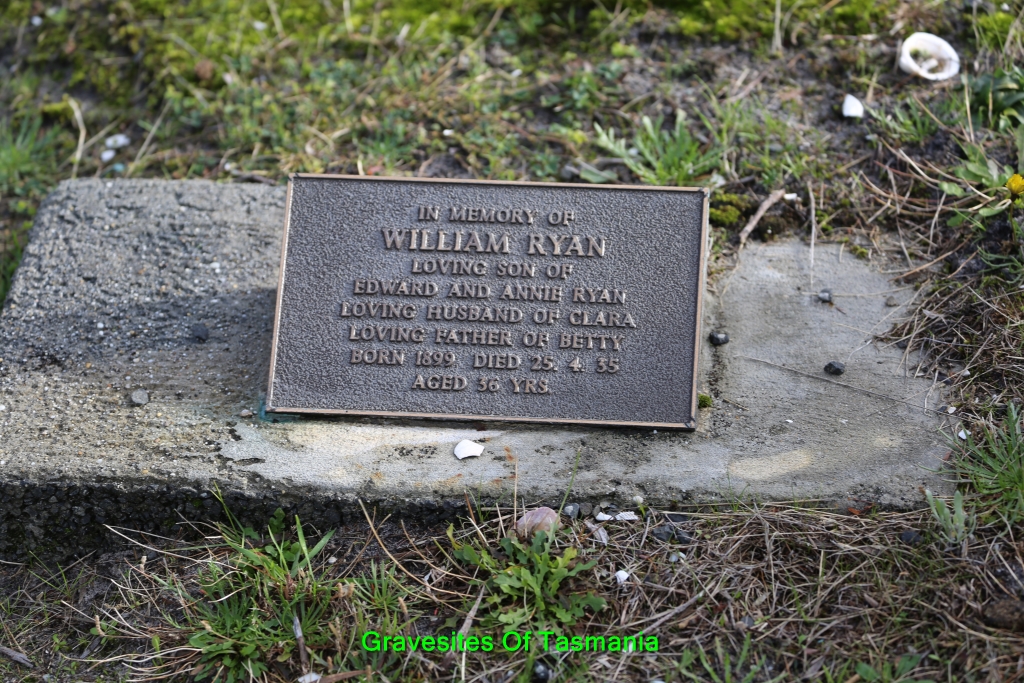 IN MEMORY OF
WILLIAM RYAN
LOVING SON OF
EDWARD AND ANNIE RYAN
LOVING HUSBAND OF CLARA
LOVING FATHER OF BETTY
BORN 1899 DIED 25. 4. 35
AGED 36 YRS.
Gravesites Of Tasmania